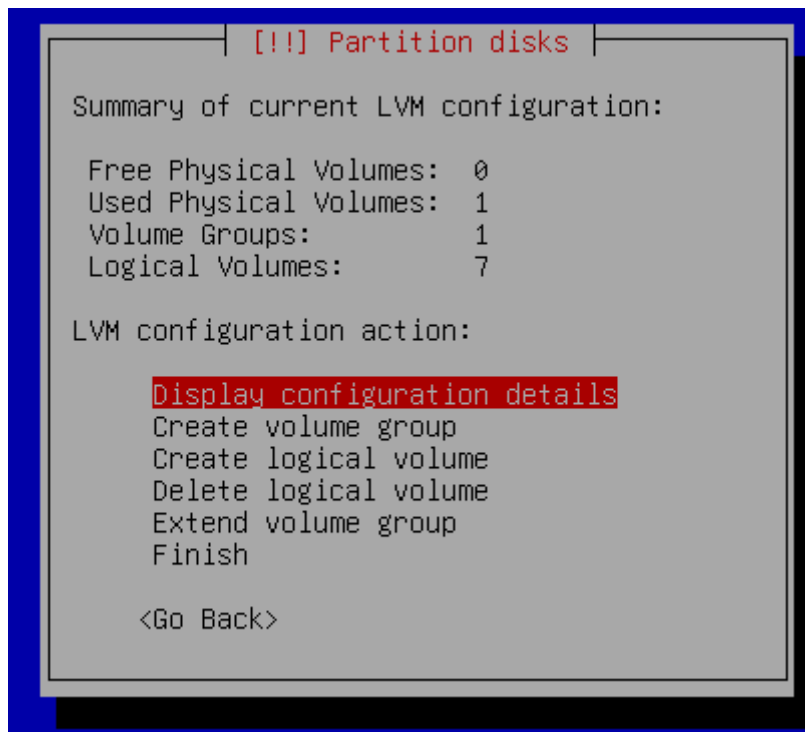 [!!] Partition disks
Summary of current LVM configuration:
Free Physical Volumes: 0
Used Physical Volumes: 1
Volume Groups: 1
Logical Volumes: 7
LVM configuration action:
Display configuration details
Create volume group
Create logical volume
Delete logical volume
Extend volume group
Finish
<Go Back>